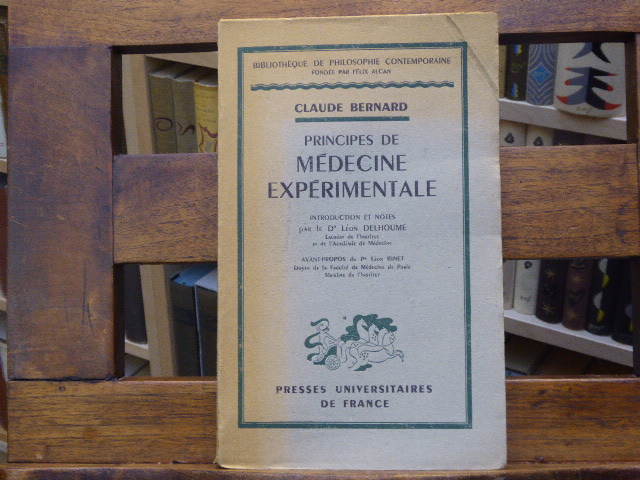 BIBLIOTHÈQUE DE PHILOSOPHIE CONTEMPORAINE
FONDÉE PAR FÉLIX ALCAN
CLAUDE BERNARD
PRINCIPES DE
MÉDECINE
EXPÉRIMENTALE
INTRODUCTION ET NOTES
PAR le Dr LÉON DELHOUME
Lauréat de l'Institut
et de l'Académie de Médecine
AVANT-PROPOS du Pr LÉON BINET
Doyen de la Faculté de Médecine de Paris
Membre de l'Institut
PRESSES UNIVERSITAIRES
DE FRANCE